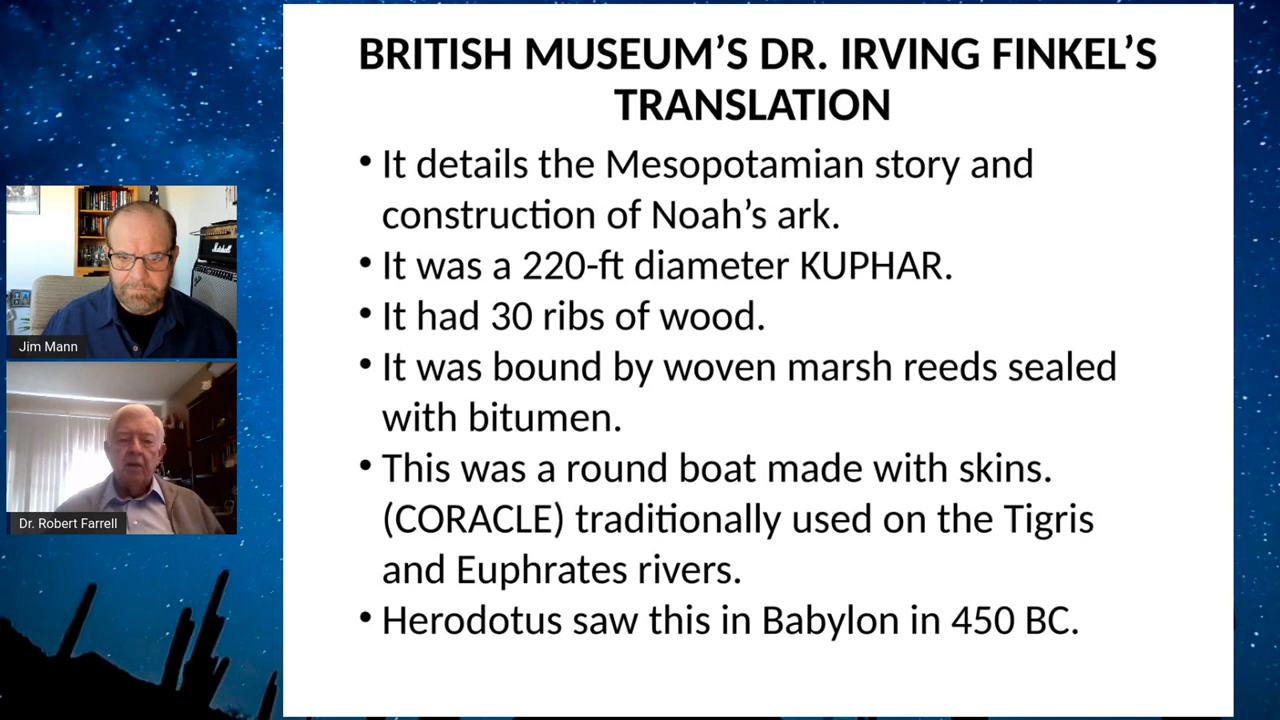 BRITISH MUSEUM’S DR. IRVING FINKEL’S
TRANSLATION
• It details the Mesopotamian story and
construction of Noah’s ark.
• It was a 220-ft diameter KUPHAR.
• It had 30 ribs of wood.
• It was bound by woven marsh reeds sealed
with bitumen.
• This was a round boat made with skins.
(CORACLE) traditionally used on the Tigris
and Euphrates rivers.
• Herodotus saw this in Babylon in 450 BC.
Marshall
Jim Mann
Dr. Robert Farrell